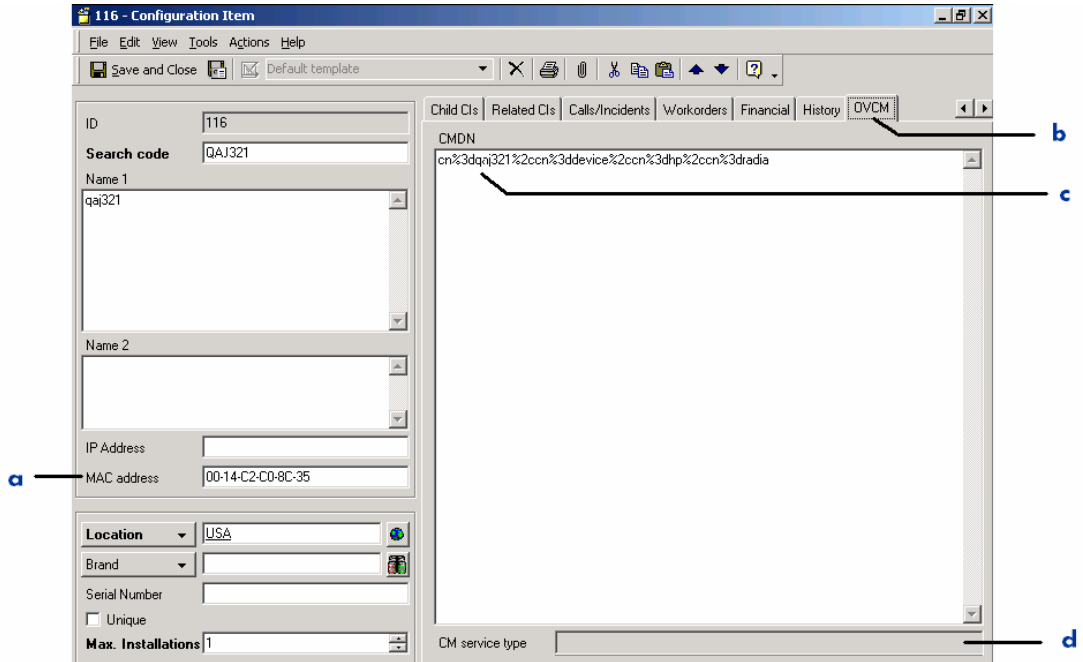 116 - Configuration Item
File Edit View Tools Actions Help
Save and Close Default template
ID 116
Search code QAJ321
Name 1
qaj321
Name 2
IP Address
MAC address 00-14-C2-C0-8C-35
Location USA
Brand
Serial Number
Unique
Max. Installations 1
Child CIs Related CIs Calls/Incidents Workorders Financial History OVCM
CMDN
cn%3dqaj321%2ccn%3ddevice%2ccn%3dhp%2ccn%3dradia
CM service type
a
b
c
d